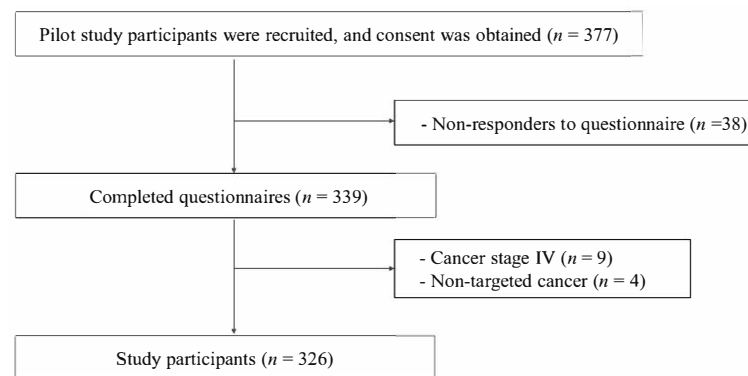 Pilot study participants were recruited, and consent was obtained (n = 377)
- Non-responders to questionnaire (n =38)
Completed questionnaires (n = 339)
- Cancer stage IV (n = 9)
- Non-targeted cancer (n = 4)
Study participants (n = 326)